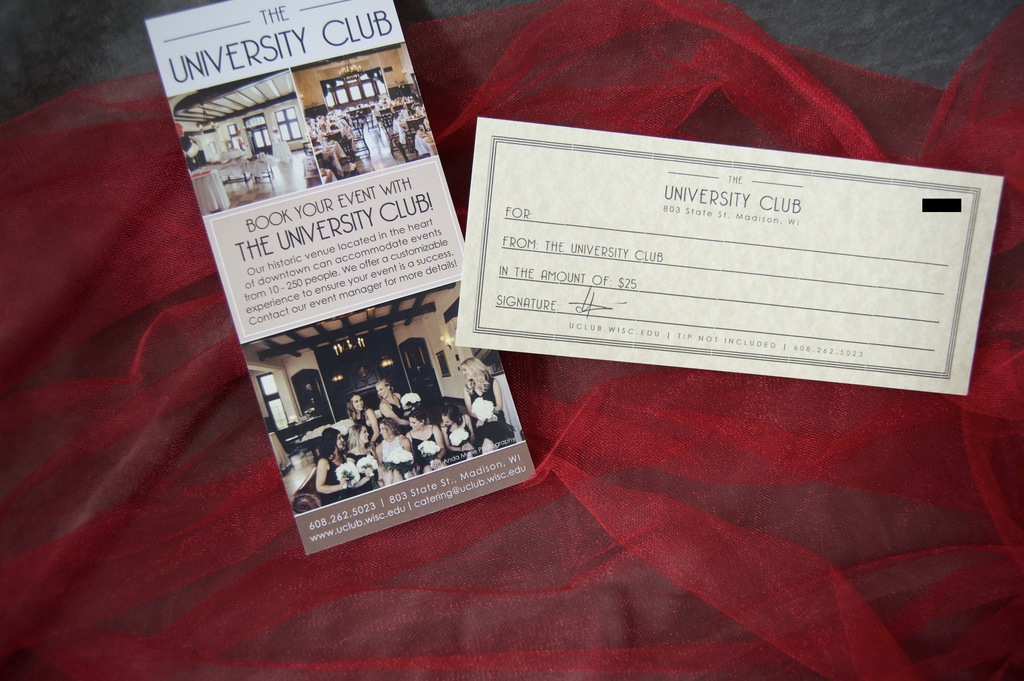 THE
UNIVERSITY CLUB
BOOK YOUR EVENT WITH
THE UNIVERSITY CLUB!
Our historic venue located in the heart
of downtown can accommodate events
from 10 - 250 people. We offer a customizable
experience to ensure your event is a success.
Contact our event manager for more details!
Anda Marie Photography
608.262.5023 | 803 State St., Madison, WI
www.uclub.wisc.edu | catering@uclub.wisc.edu
THE
UNIVERSITY CLUB
803 State St. Madison, WI
FOR:
FROM: THE UNIVERSITY CLUB
IN THE AMOUNT OF: $25
SIGNATURE:
UCLUB.WISC.EDU | TIP NOT INCLUDED | 608.262.5023